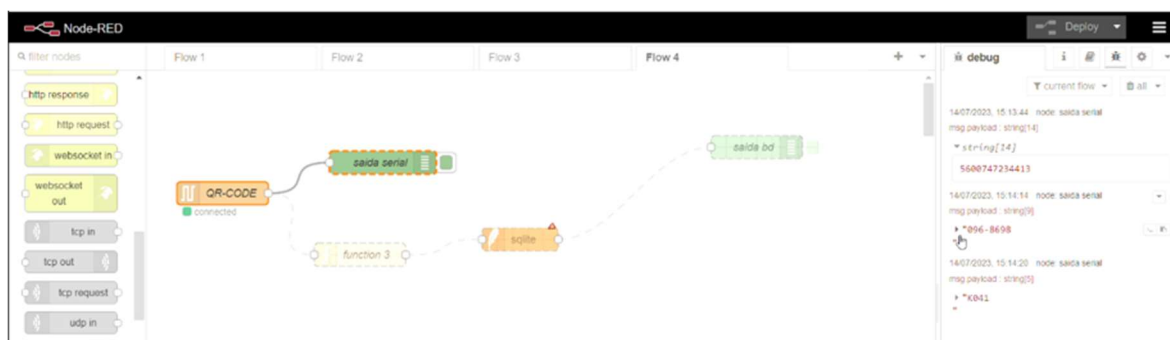 Node-RED
Deploy
filter nodes
Flow 1
Flow 2
Flow 3
Flow 4
debug
i
http response
http request
websocket in
websocket
out
tcp in
tcp out
tcp request
udp in
QR-CODE
connected
saida serial
function 3
sqlite
saida bd
current flow
all
14/07/2023, 15:13:44 node: saida serial
msg.payload : string[14]
string[14]
5600747234413
14/07/2023, 15:14:14 node: saida serial
msg.payload : string[9]
"096-8698
"
14/07/2023, 15:14:20 node: saida serial
msg.payload : string[5]
"K041
"